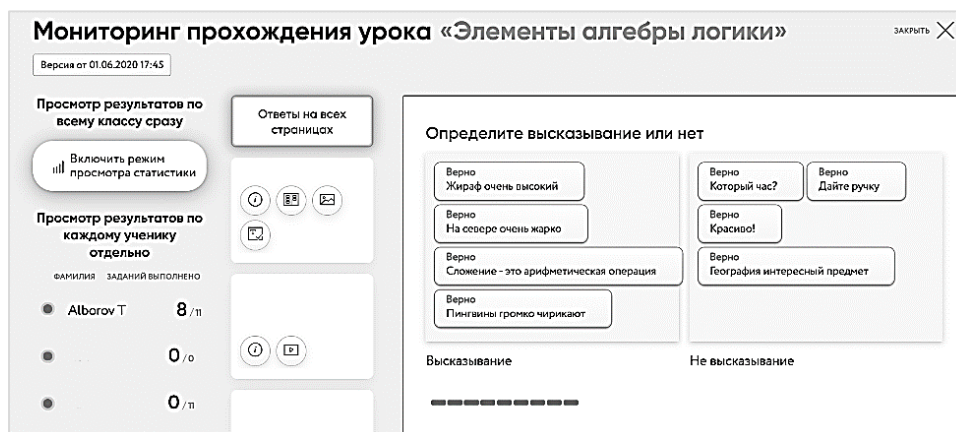 Мониторинг прохождения урока «Элементы алгебры логики»
ЗАКРЫТЬ
Версия от 01.06.2020 17:45
Просмотр результатов по
всему классу сразу
Включить режим
просмотра статистики
Просмотр результатов по
каждому ученику
отдельно
ФАМИЛИЯ ЗАДАНИЙ ВЫПОЛНЕНО
Alborov T 8/11
0/0
0/11
Ответы на всех
страницах
Определите высказывание или нет
Верно
Жираф очень высокий
Верно
На севере очень жарко
Верно
Сложение - это арифметическая операция
Верно
Пингвины громко чирикают
Высказывание
Верно
Который час?
Верно
Дайте ручку
Верно
Красиво!
Верно
География интересный предмет
Не высказывание